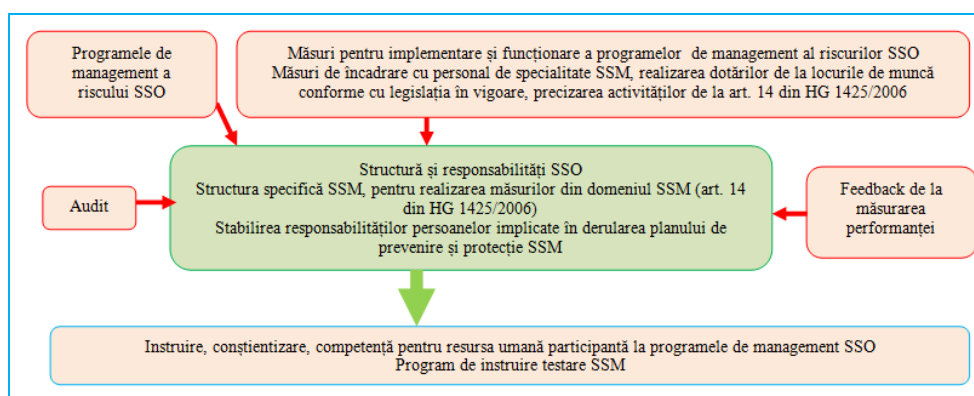 Programele de
management a
riscului SSO
Măsuri pentru implementare și funcționare a programelor de management al riscurilor SSO
Măsuri de încadrare cu personal de specialitate SSM, realizarea dotărilor de la locurile de muncă
conforme cu legislația în vigoare, precizarea activităților de la art. 14 din HG 1425/2006
Structură și responsabilități SSO
Structura specifică SSM, pentru realizarea măsurilor din domeniul SSM (art. 14
din HG 1425/2006)
Stabilirea responsabilităților persoanelor implicate în derularea planului de
prevenire și protecție SSM
Audit
Feedback de la
măsurarea
performanței
Instruire, conștientizare, competență pentru resursa umană participantă la programele de management SSO
Program de instruire testare SSM